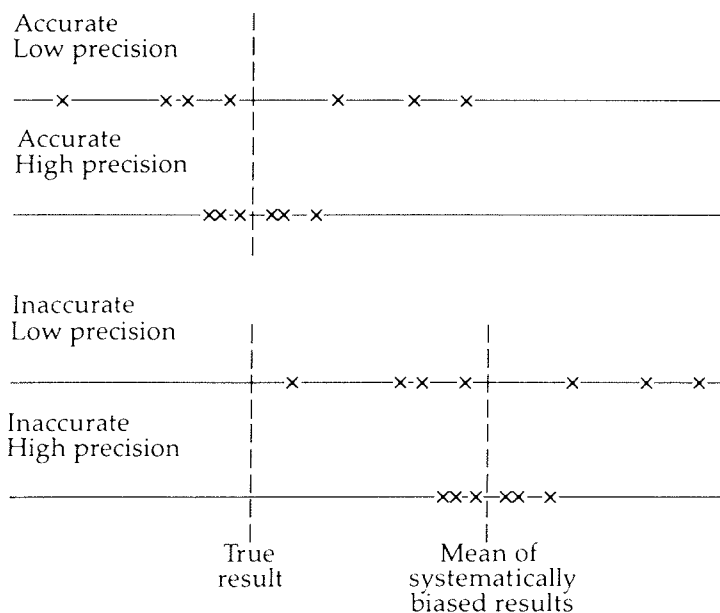 Accurate
Low precision
Accurate
High precision
Inaccurate
Low precision
Inaccurate
High precision
True
result
Mean of
systematically
biased results